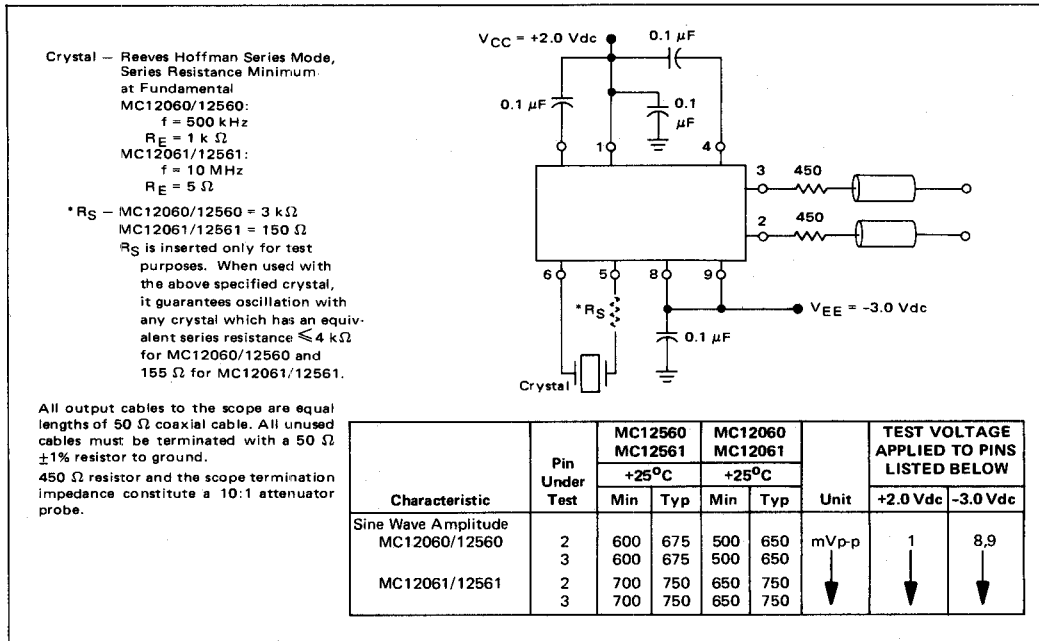 Crystal — Reeves Hoffman Series Mode,
Series Resistance Minimum
at Fundamental
MC12060/12560:
f = 500 kHz
RE = 1 k Ω
MC12061/12561:
f = 10 MHz
RE = 5 Ω
*RS — MC12060/12560 = 3 kΩ
MC12061/12561 = 150 Ω
RS is inserted only for test
purposes. When used with
the above specified crystal,
it guarantees oscillation with
any crystal which has an equiv-
alent series resistance ≤4 kΩ
for MC12060/12560 and
155 Ω for MC12061/12561.
All output cables to the scope are equal
lengths of 50 Ω coaxial cable. All unused
cables must be terminated with a 50 Ω
±1% resistor to ground.
450 Ω resistor and the scope termination
impedance constitute a 10:1 attenuator
probe.
VCC = +2.0 Vdc
0.1 μF
0.1 μF
0.1
μF
1
4
3
450
2
450
6
5
8
9
*RS
VEE = -3.0 Vdc
0.1 μF
Crystal
Characteristic
Pin
Under
Test
MC12560
MC12561
+25°C
Min Typ
MC12060
MC12061
+25°C
Min Typ
Unit
TEST VOLTAGE
APPLIED TO PINS
LISTED BELOW
+2.0 Vdc -3.0 Vdc
Sine Wave Amplitude
MC12060/12560 2 600 675 500 650 mVp-p 1 8,9
3 600 675 500 650
MC12061/12561 2 700 750 650 750
3 700 750 650 750